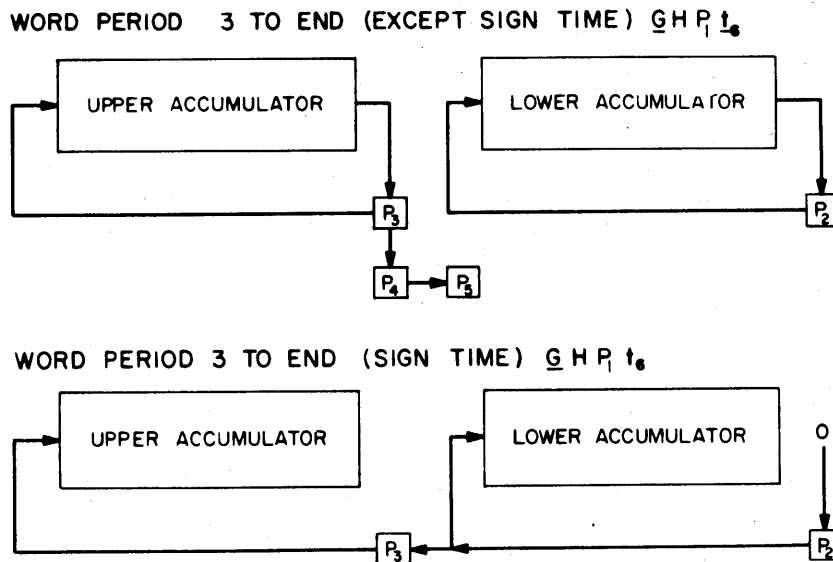 WORD PERIOD 3 TO END (EXCEPT SIGN TIME) G H P₁ t₆
UPPER ACCUMULATOR
LOWER ACCUMULATOR
P₃
P₂
P₄
P₅
WORD PERIOD 3 TO END (SIGN TIME) G H P₁ t₆
UPPER ACCUMULATOR
LOWER ACCUMULATOR
O
P₃
P₂